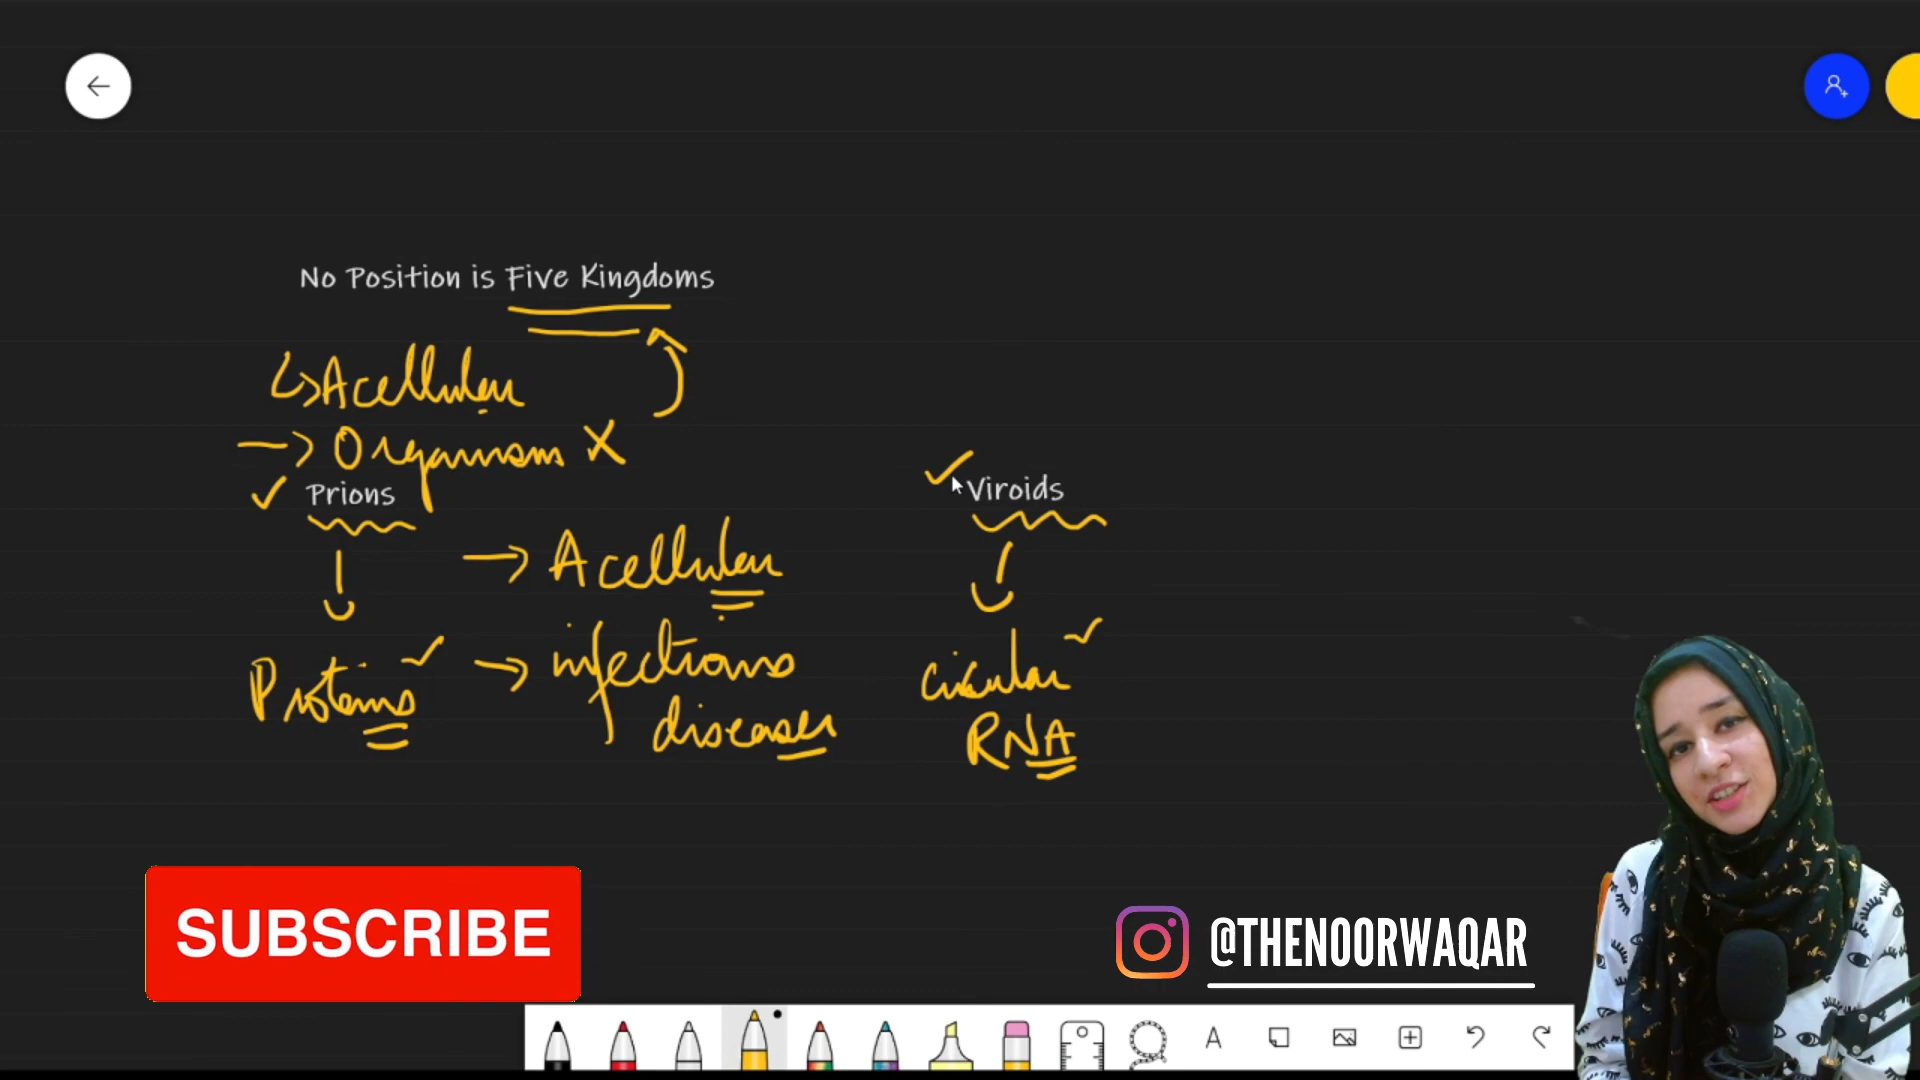 No Position is Five Kingdoms
↳ Acellular
→ Organism X
✓ Prions
✓ Viroids
→ Acellular
Proteins ✓
→ infectious
diseases
circular ✓
RNA
SUBSCRIBE
@THENOORWAQAR
A